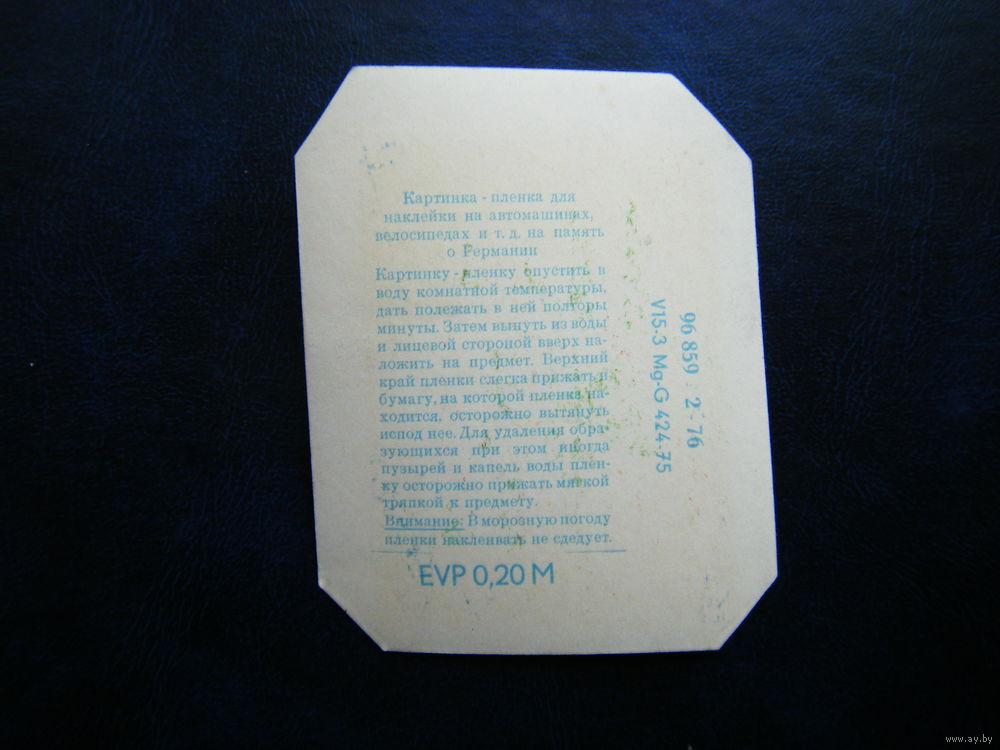 Картинка - пленка для
наклейки на автомашинах,
велосипедах и т. д. на память
о Германии
Картинку - пленку опустить в
воду комнатной температуры,
дать полежать в ней полторы
минуты. Затем вынуть из воды
и лицевой стороной вверх на-
ложить на предмет. Верхний
край пленки слегка прижать и
бумагу, на которой пленка на-
ходится, осторожно вытянуть
испод нее. Для удаления обра-
зующихся при этом иногда
пузырей и капель воды плен-
ку осторожно прижать мягкой
тряпкой к предмету.
Внимание: В морозную погоду
пленки наклеивать не сдедует.
EVP 0,20 M
96 859 2 76
V15-3 Mg-G 424-75
www.ay.by